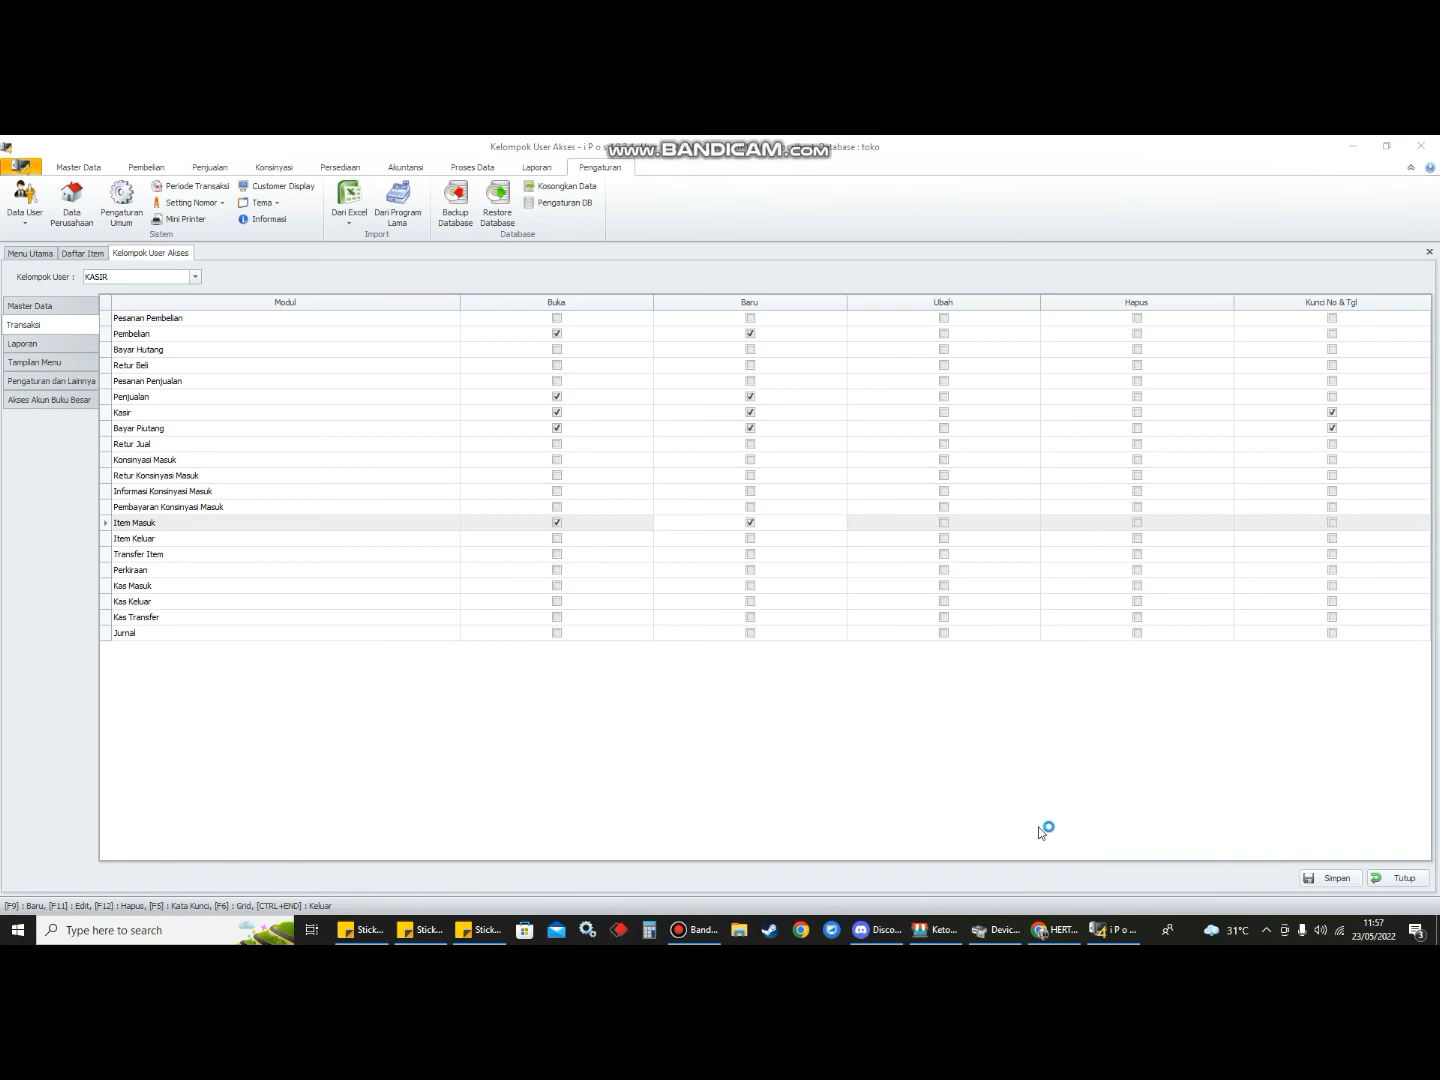 Kelompok User Akses - i P o s
www.BANDICAM.com
Database : toko
Master Data Pembelian Penjualan Konsinyasi Persediaan Akuntansi Proses Data Laporan Pengaturan
Data User
Data Perusahaan
Pengaturan Umum
Periode Transaksi
Setting Nomor
Mini Printer
Customer Display
Tema
Informasi
Sistem
Dari Excel
Dari Program Lama
Import
Backup Database
Restore Database
Kosongkan Data
Pengaturan DB
Database
Menu Utama Daftar Item Kelompok User Akses
Kelompok User : KASIR
Master Data
Transaksi
Laporan
Tampilan Menu
Pengaturan dan Lainnya
Akses Akun Buku Besar
Modul Buka Baru Ubah Hapus Kunci No & Tgl
Pesanan Pembelian
Pembelian
Bayar Hutang
Retur Beli
Pesanan Penjualan
Penjualan
Kasir
Bayar Piutang
Retur Jual
Konsinyasi Masuk
Retur Konsinyasi Masuk
Informasi Konsinyasi Masuk
Pembayaran Konsinyasi Masuk
Item Masuk
Item Keluar
Transfer Item
Perkiraan
Kas Masuk
Kas Keluar
Kas Transfer
Jurnal
Simpan Tutup
[F9] : Baru, [F11] : Edit, [F12] : Hapus, [F5] : Kata Kunci, [F6] : Grid, [CTRL+END] : Keluar
Type here to search
Stick... Stick... Stick... Band... Disco... Keto... Devic... HERT... i P o ...
31°C
11:57
23/05/2022
3